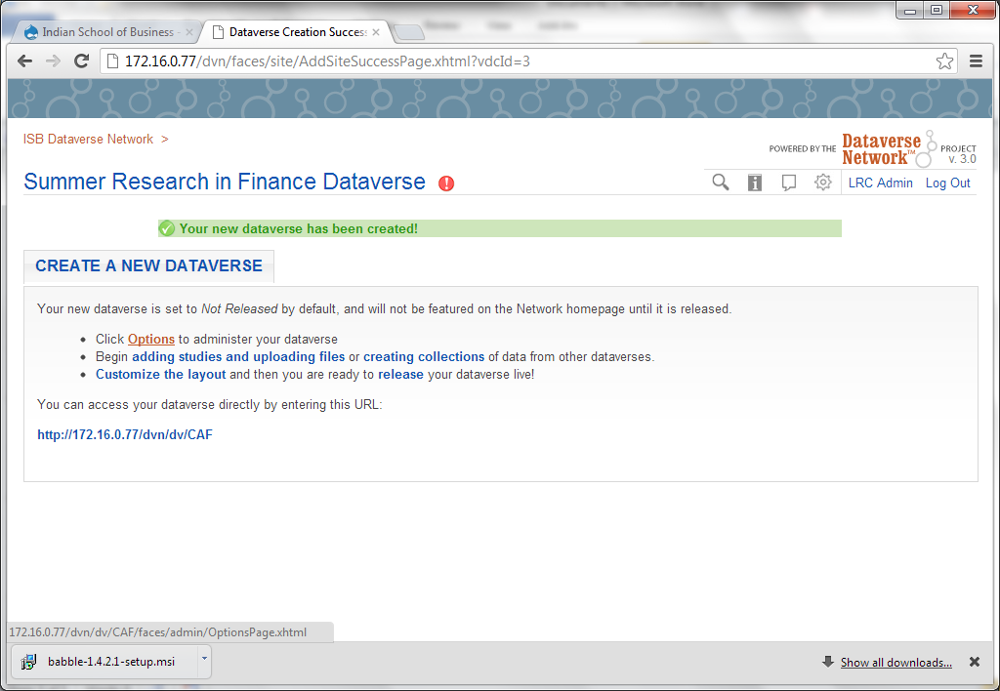 Indian School of Business -
Dataverse Creation Succes
172.16.0.77/dvn/faces/site/AddSiteSuccessPage.xhtml?vdcId=3
ISB Dataverse Network >
POWERED BY THE Dataverse Network™ PROJECT
v. 3.0
Summer Research in Finance Dataverse
LRC Admin Log Out
Your new dataverse has been created!
CREATE A NEW DATAVERSE
Your new dataverse is set to Not Released by default, and will not be featured on the Network homepage until it is released.
• Click Options to administer your dataverse
• Begin adding studies and uploading files or creating collections of data from other dataverses.
• Customize the layout and then you are ready to release your dataverse live!
You can access your dataverse directly by entering this URL:
http://172.16.0.77/dvn/dv/CAF
172.16.0.77/dvn/dv/CAF/faces/admin/OptionsPage.xhtml
babble-1.4.2.1-setup.msi
Show all downloads...